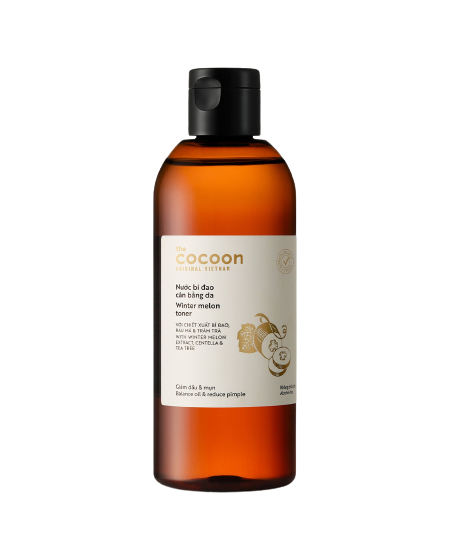 the
cocoon
ORIGINAL VIETNAM
Nước bí đao
cân bằng da
Winter melon
toner
VỚI CHIẾT XUẤT BÍ ĐAO,
RAU MÁ & TRÀM TRÀ
WITH WINTER MELON
EXTRACT, CENTELLA &
TEA TREE
Giảm dầu & mụn
Balance oil & reduce pimple